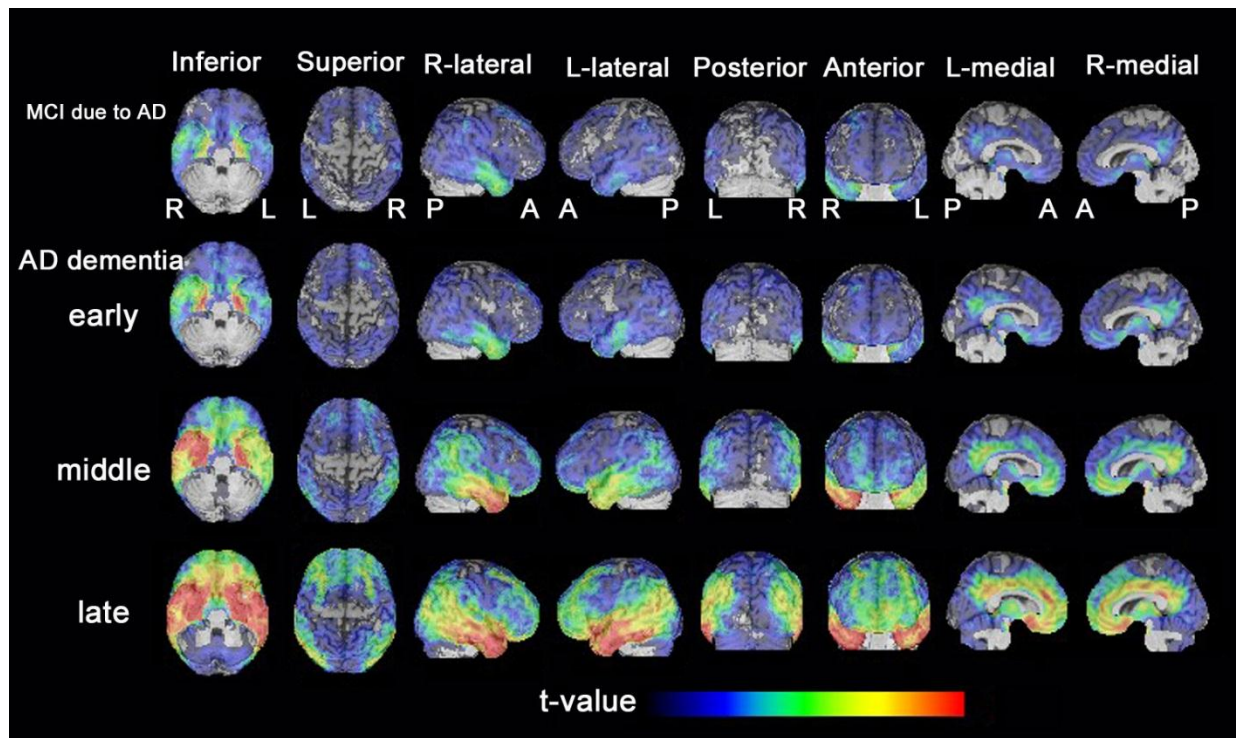 Inferior Superior R-lateral L-lateral Posterior Anterior L-medial R-medial
MCI due to AD
R L L R P A A P L R R L P A A P
AD dementia
early
middle
late
t-value